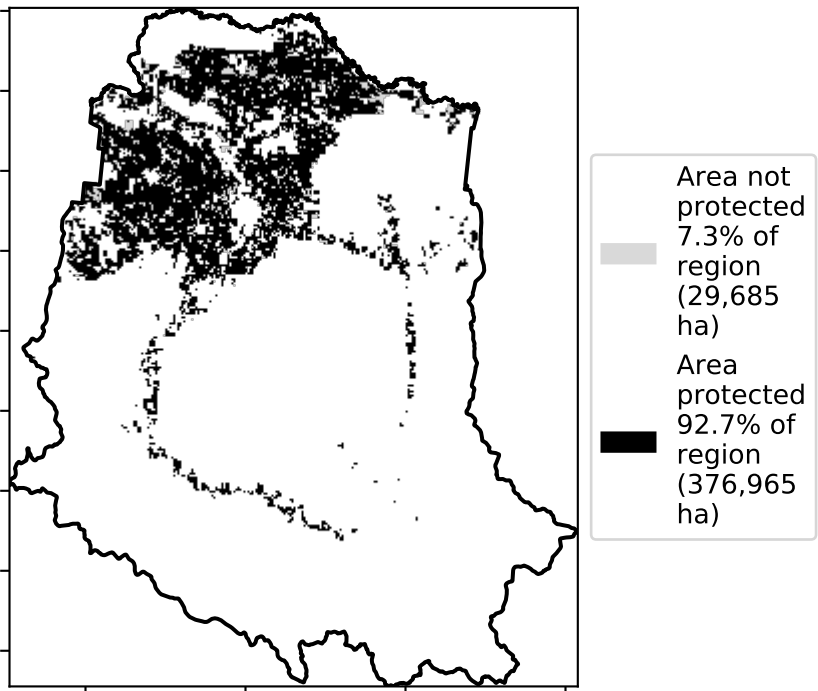 Area not
protected
7.3% of
region
(29,685
ha)
Area
protected
92.7% of
region
(376,965
ha)